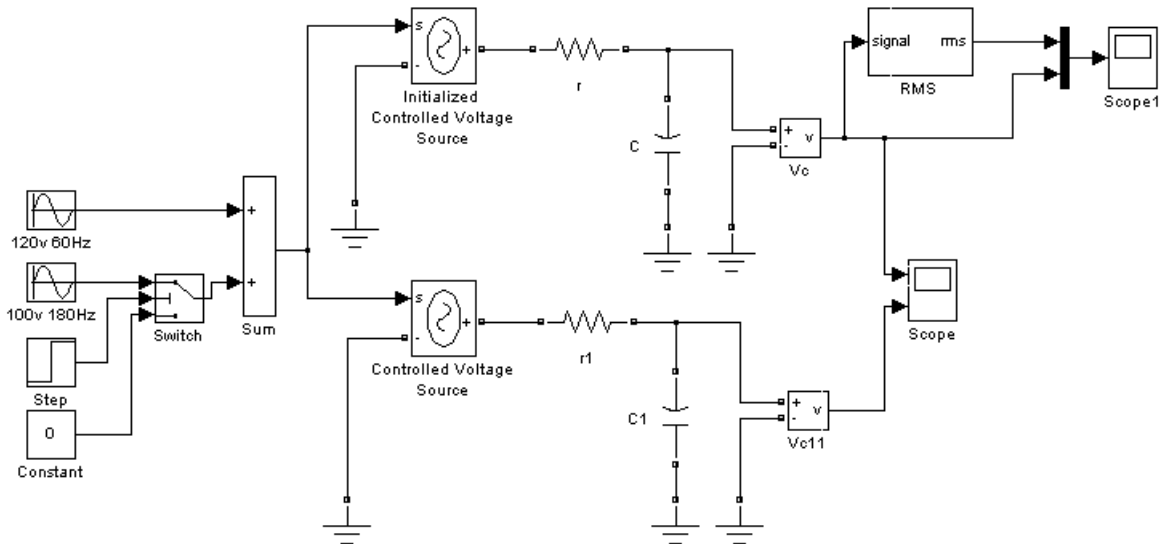 s
+
-
Initialized
Controlled Voltage
Source
r
C
+
-
v
Vc
signal
rms
RMS
Scope1
120v 60Hz
100v 180Hz
+
+
Sum
Switch
Step
0
Constant
s
+
-
Controlled Voltage
Source
r1
C1
+
-
v
Vc11
Scope